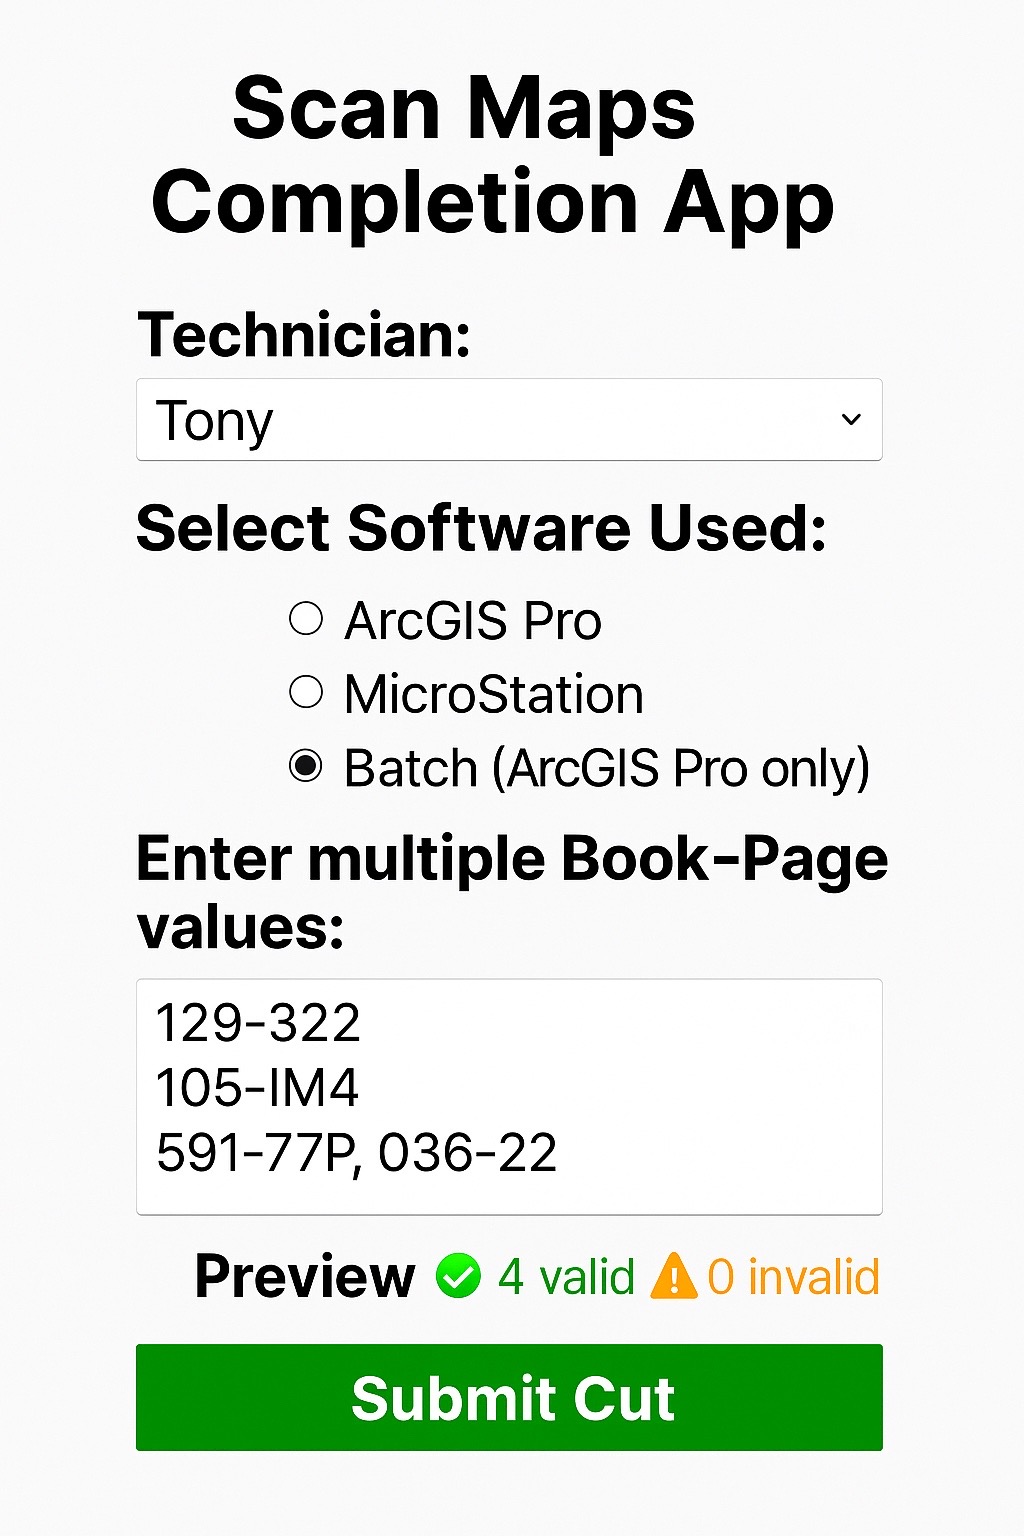 Scan Maps
Completion App
Technician:
Tony
Select Software Used:
ArcGIS Pro
MicroStation
Batch (ArcGIS Pro only)
Enter multiple Book-Page
values:
129-322
105-IM4
591-77P, 036-22
Preview 4 valid 0 invalid
Submit Cut